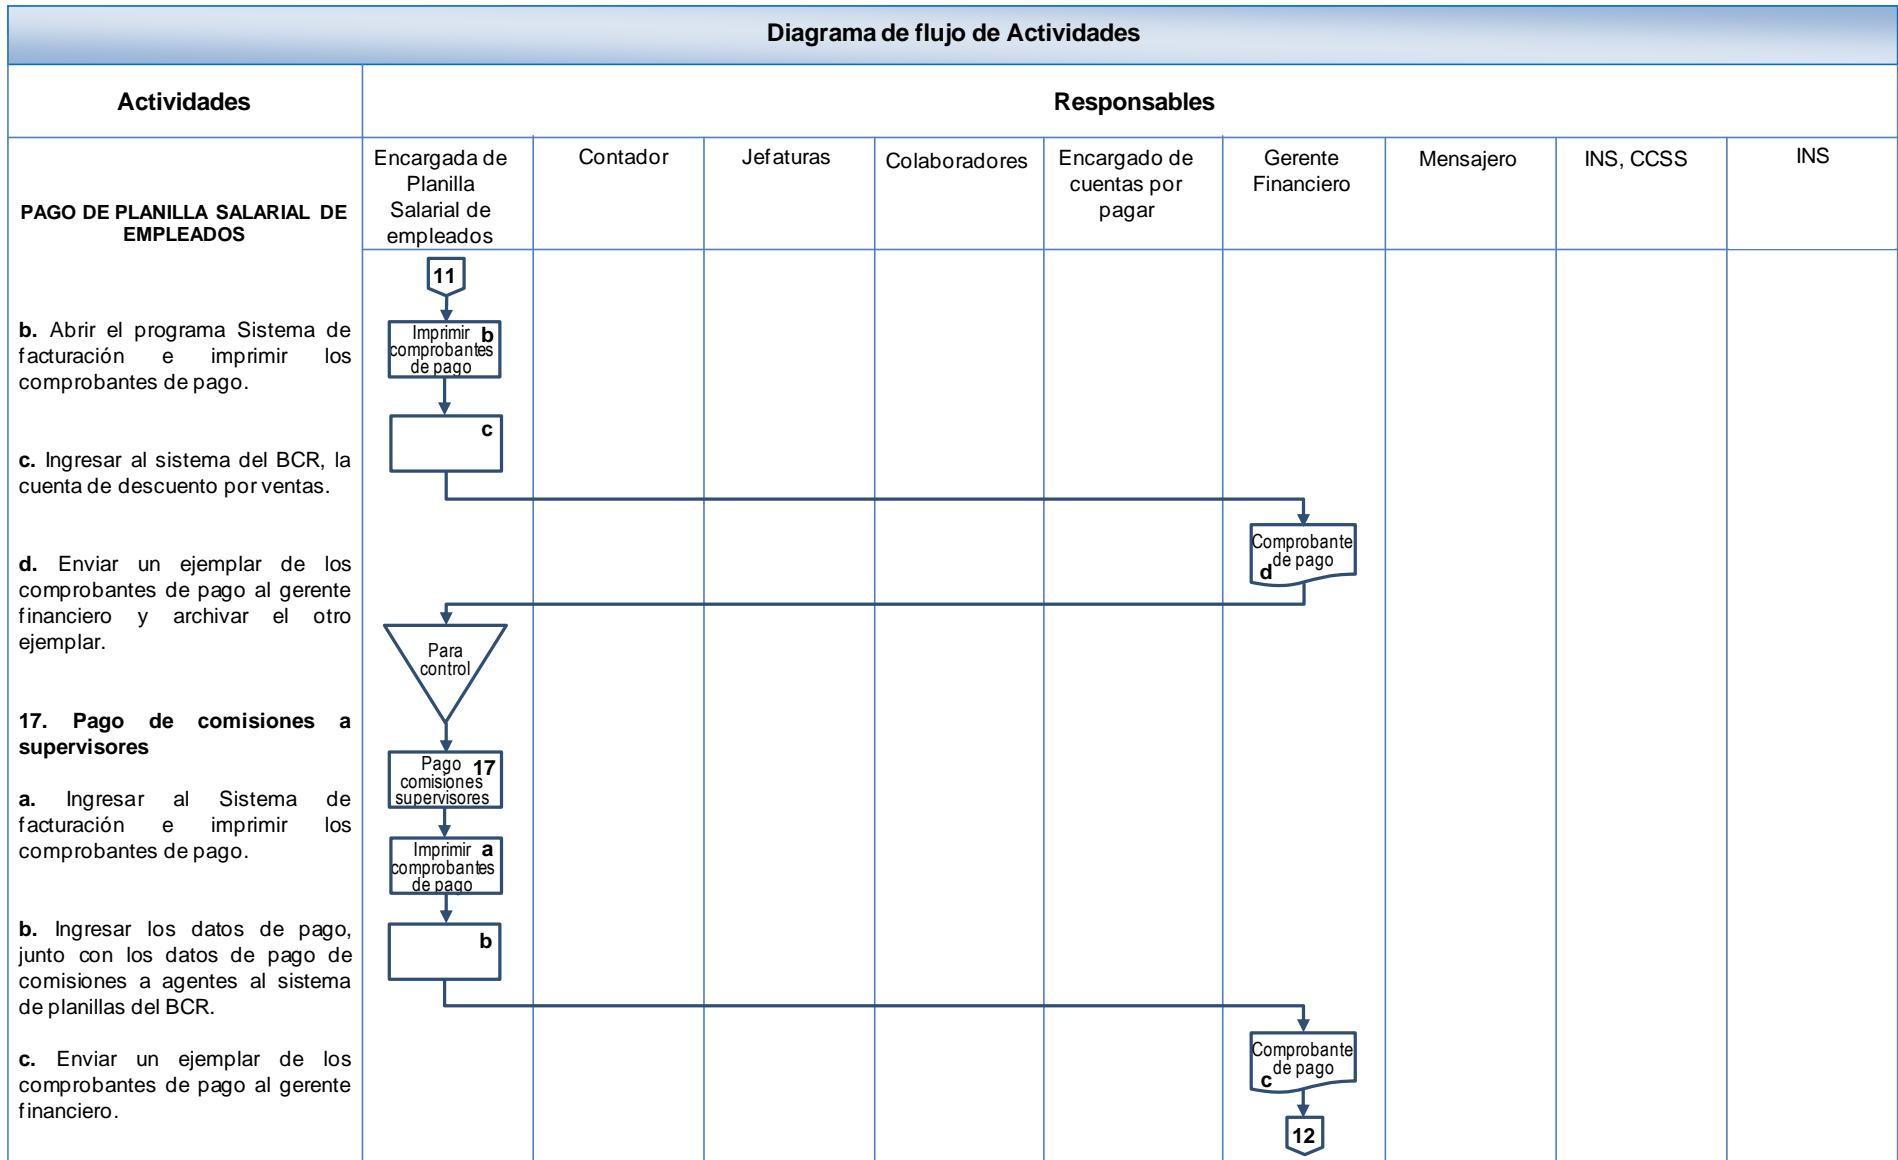 Diagrama de flujo de Actividades
Actividades
Responsables
PAGO DE PLANILLA SALARIAL DE
EMPLEADOS
Encargada de
Planilla
Salarial de
empleados
Contador
Jefaturas
Colaboradores
Encargado de
cuentas por
pagar
Gerente
Financiero
Mensajero
INS, CCSS
INS
11
b. Abrir el programa Sistema de
facturación e imprimir los
comprobantes de pago.
Imprimir b
comprobantes
de pago
c. Ingresar al sistema del BCR, la
cuenta de descuento por ventas.
c
d. Enviar un ejemplar de los
comprobantes de pago al gerente
financiero y archivar el otro
ejemplar.
Comprobante
de pago
d
Para
control
17. Pago de comisiones a
supervisores
Pago 17
comisiones
supervisores
a. Ingresar al Sistema de
facturación e imprimir los
comprobantes de pago.
Imprimir a
comprobantes
de pago
b. Ingresar los datos de pago,
junto con los datos de pago de
comisiones a agentes al sistema
de planillas del BCR.
b
c. Enviar un ejemplar de los
comprobantes de pago al gerente
financiero.
Comprobante
de pago
c
12